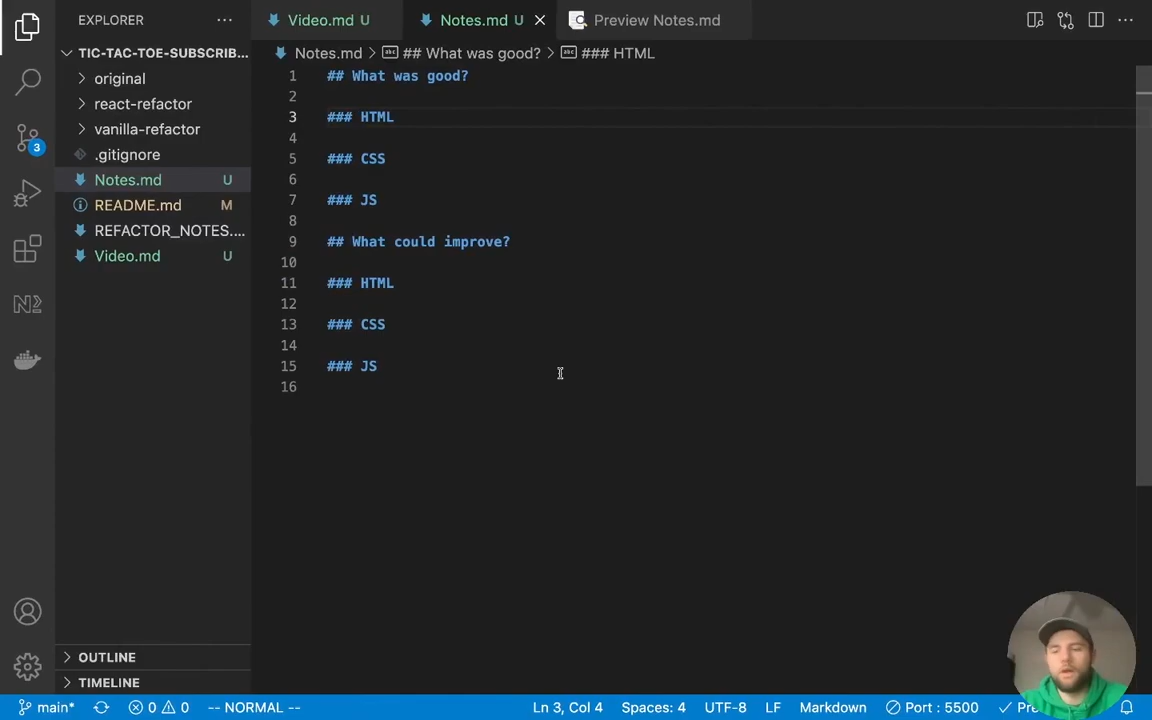 EXPLORER
Video.md U
Notes.md U
Preview Notes.md
TIC-TAC-TOE-SUBSCRIB...
Notes.md > ## What was good? > ### HTML
original
react-refactor
vanilla-refactor
.gitignore
Notes.md U
README.md M
REFACTOR_NOTES....
Video.md U
3
1 ## What was good?
2
3 ### HTML
4
5 ### CSS
6
7 ### JS
8
9 ## What could improve?
10
11 ### HTML
12
13 ### CSS
14
15 ### JS
16
OUTLINE
TIMELINE
main* 0 0 -- NORMAL -- Ln 3, Col 4 Spaces: 4 UTF-8 LF Markdown Port : 5500